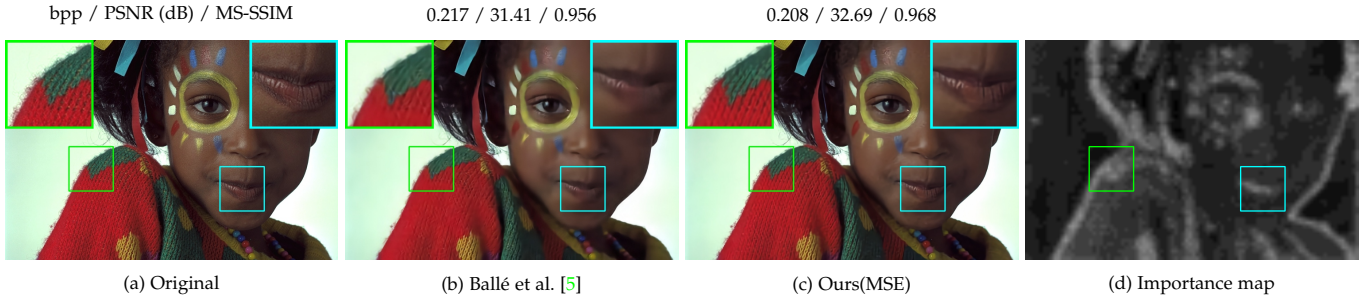 bpp / PSNR (dB) / MS-SSIM
0.217 / 31.41 / 0.956
0.208 / 32.69 / 0.968
(a) Original
(b) Ballé et al. [5]
(c) Ours(MSE)
(d) Importance map